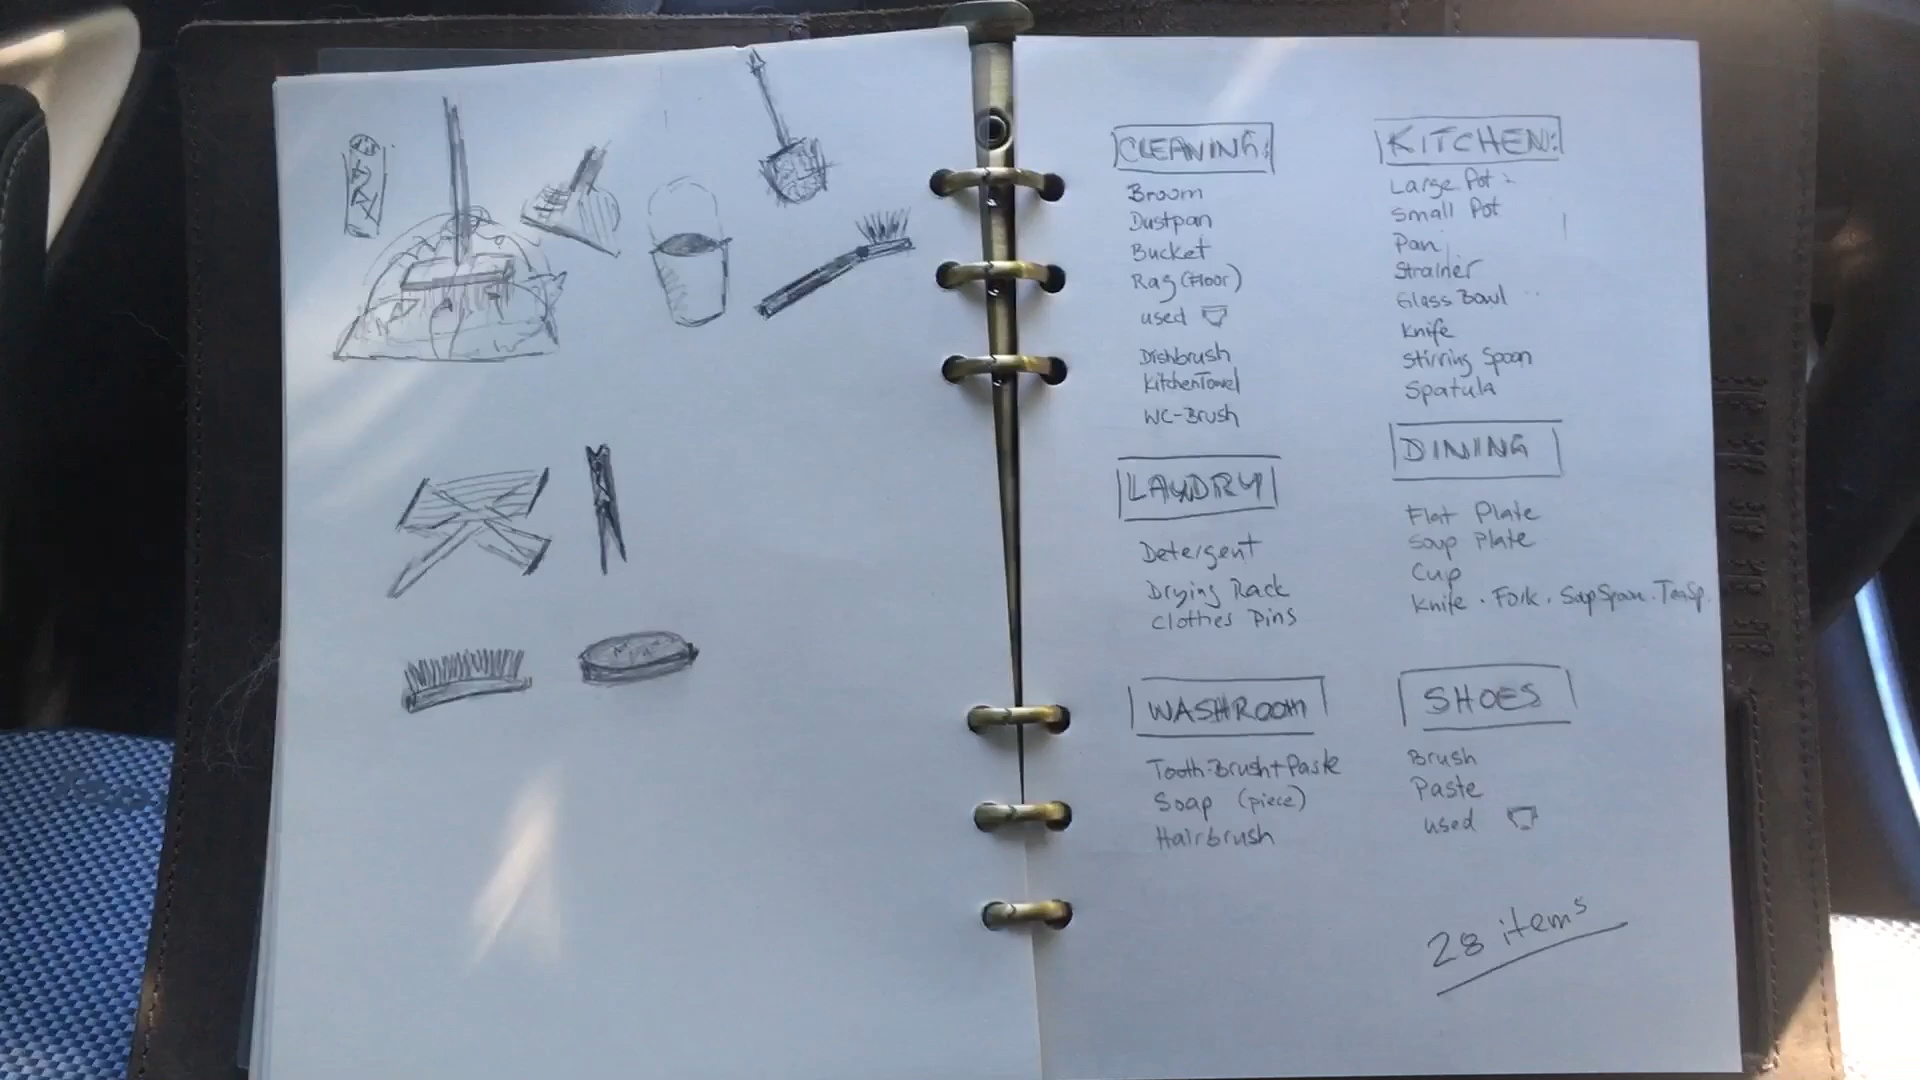 CLEANING:
Broom
Dustpan
Bucket
Rag (Floor)
used
Dishbrush
KitchenTowel
WC-Brush
LAUNDRY
Detergent
Drying Rack
Clothes Pins
WASHROOM
Tooth-Brush+Paste
Soap (piece)
Hairbrush
KITCHEN:
Large Pot
Small Pot
Pan
Strainer
Glass Bowl
Knife
Stirring Spoon
Spatula
DINING
Flat Plate
Soup Plate
Cup
Knife . Fork . SoupSpoon . TeaSp.
SHOES
Brush
Paste
used
28 items